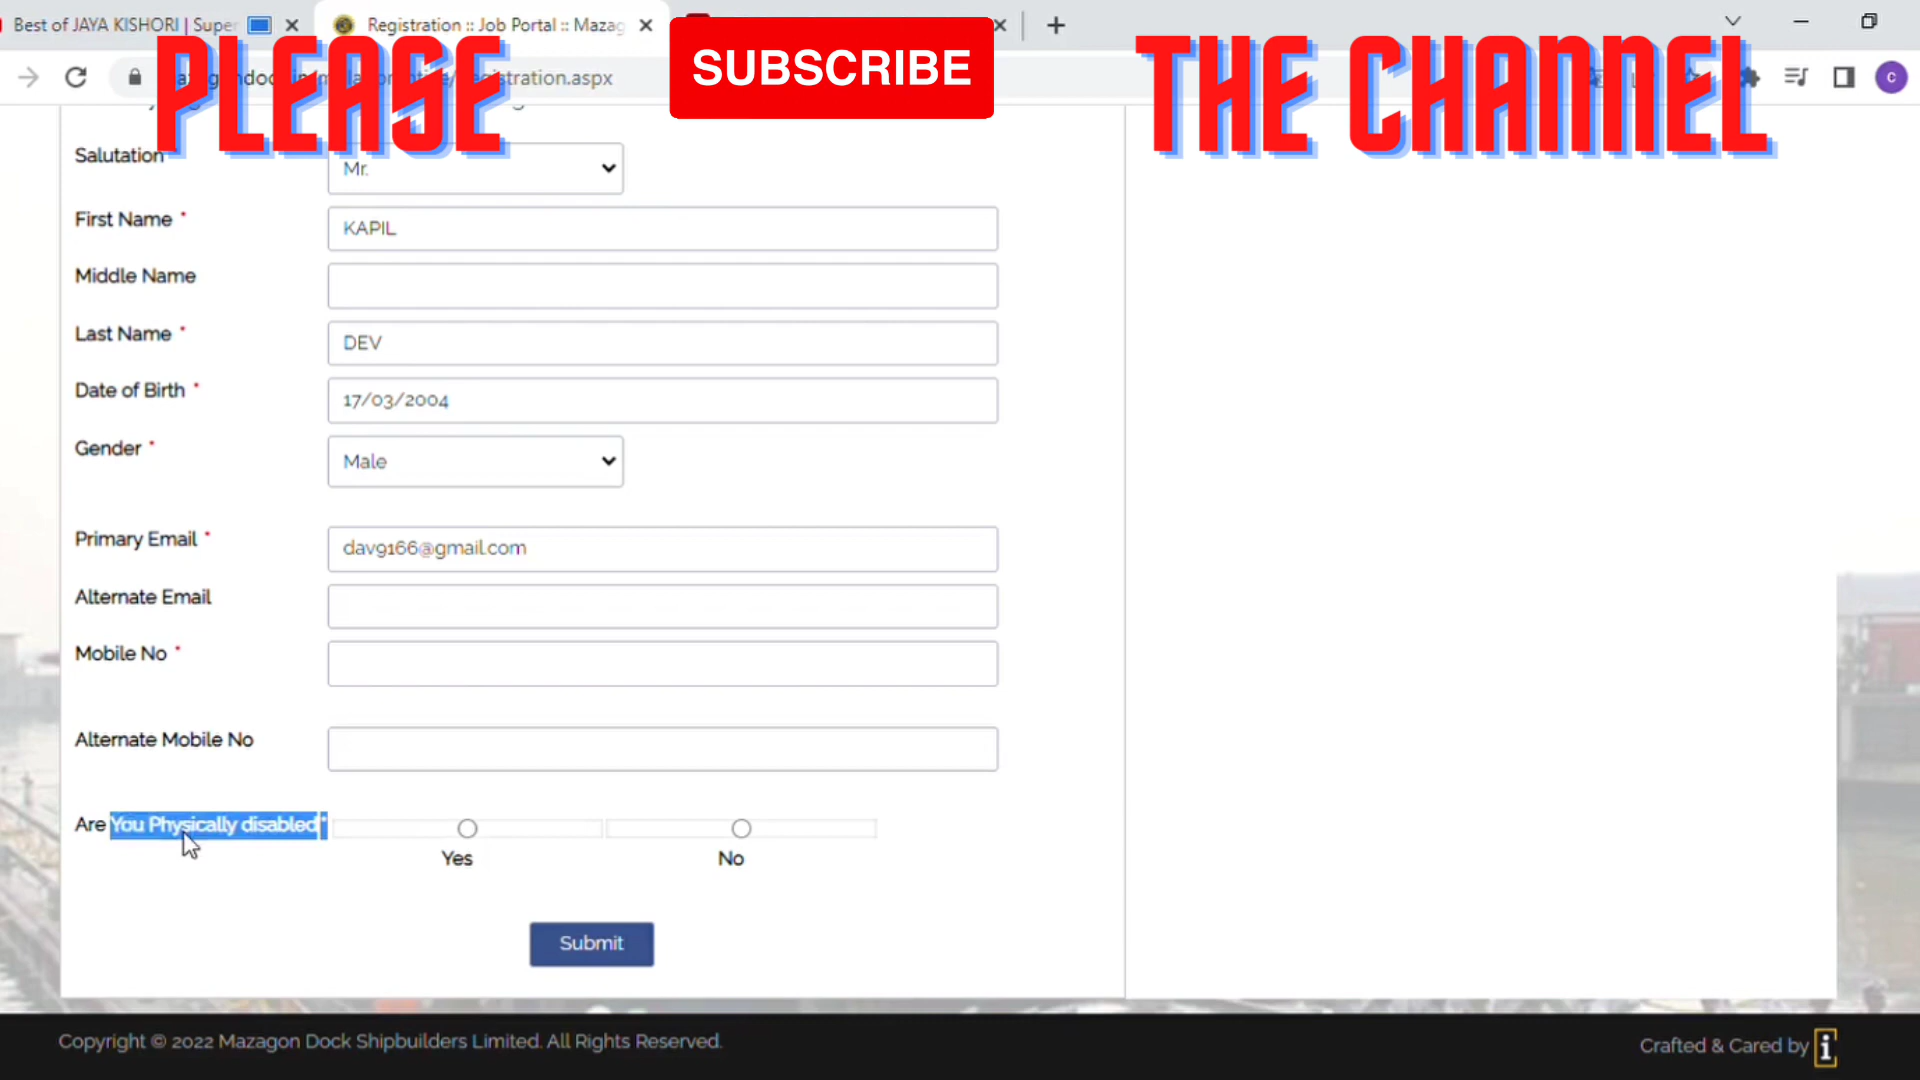 Best of JAYA KISHORI | Super
Registration :: Job Portal :: Mazag
PLEASE
SUBSCRIBE
THE CHANNEL
registration.aspx
c
Salutation
Mr.
First Name *
KAPIL
Middle Name
Last Name *
DEV
Date of Birth *
17/03/2004
Gender *
Male
Primary Email *
dav9166@gmail.com
Alternate Email
Mobile No *
Alternate Mobile No
Are You Physically disabled *
Yes
No
Submit
Copyright © 2022 Mazagon Dock Shipbuilders Limited. All Rights Reserved.
Crafted & Cared by i